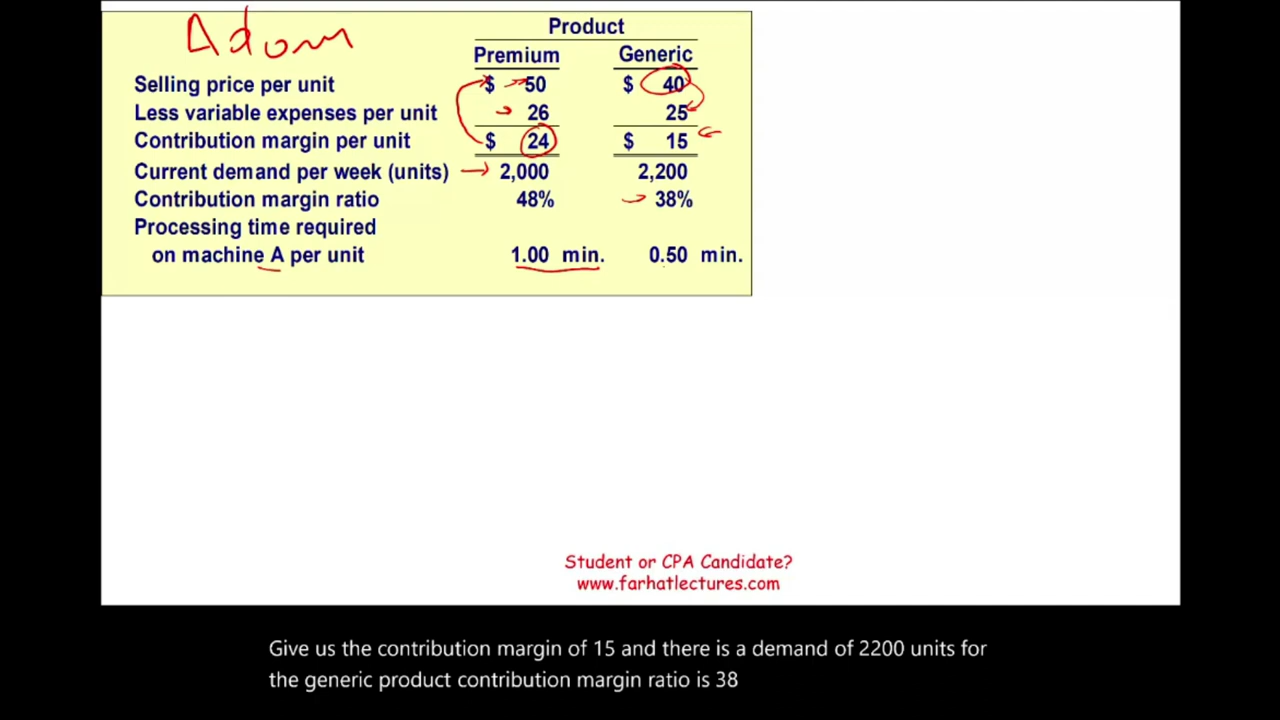 Adom
Product
Premium Generic
Selling price per unit $ 50 $ 40
Less variable expenses per unit 26 25
Contribution margin per unit $ 24 $ 15
Current demand per week (units) 2,000 2,200
Contribution margin ratio 48% 38%
Processing time required
on machine A per unit 1.00 min. 0.50 min.
Student or CPA Candidate?
www.farhatlectures.com
Give us the contribution margin of 15 and there is a demand of 2200 units for
the generic product contribution margin ratio is 38